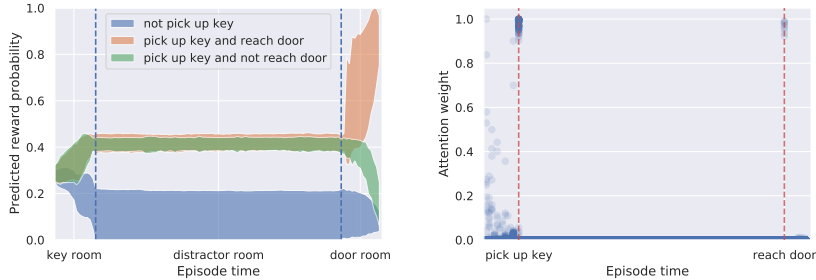 Predicted reward probability
1.0
0.8
0.6
0.4
0.2
0.0
not pick up key
pick up key and reach door
pick up key and not reach door
key room
distractor room
door room
Episode time
Attention weight
1.0
0.8
0.6
0.4
0.2
0.0
pick up key
reach door
Episode time